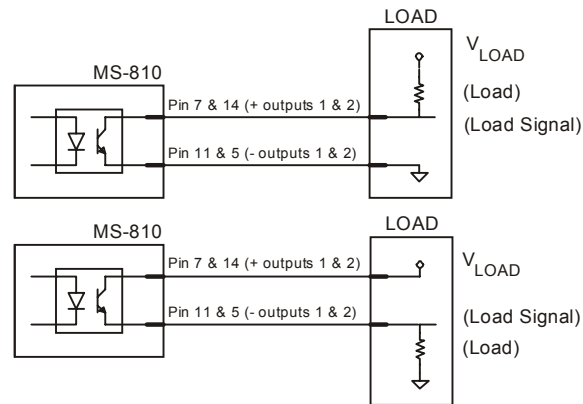 LOAD
V LOAD
MS-810
(Load)
Pin 7 & 14 (+ outputs 1 & 2)
(Load Signal)
Pin 11 & 5 (- outputs 1 & 2)
LOAD
MS-810
V LOAD
Pin 7 & 14 (+ outputs 1 & 2)
Pin 11 & 5 (- outputs 1 & 2)
(Load Signal)
(Load)